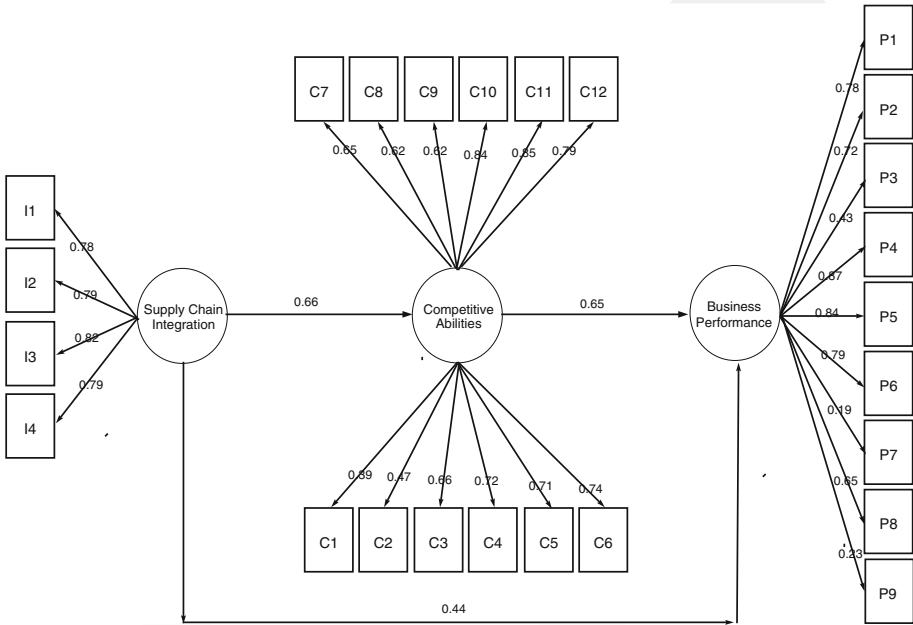 P1
C7 C8 C9 C10 C11 C12
0.78
P2
0.65 0.62 0.62 0.84 0.85 0.79
0.72
P3
I1
0.43
0.78
P4
I2
0.87
0.79
Supply Chain
Integration
0.66
Competitive
Abilities
0.65
Business
Performance
0.84
P5
I3
0.82
0.79
P6
0.79
I4
0.19
P7
0.89 0.47 0.66 0.72 0.71 0.74
0.65
P8
C1 C2 C3 C4 C5 C6
0.23
P9
0.44